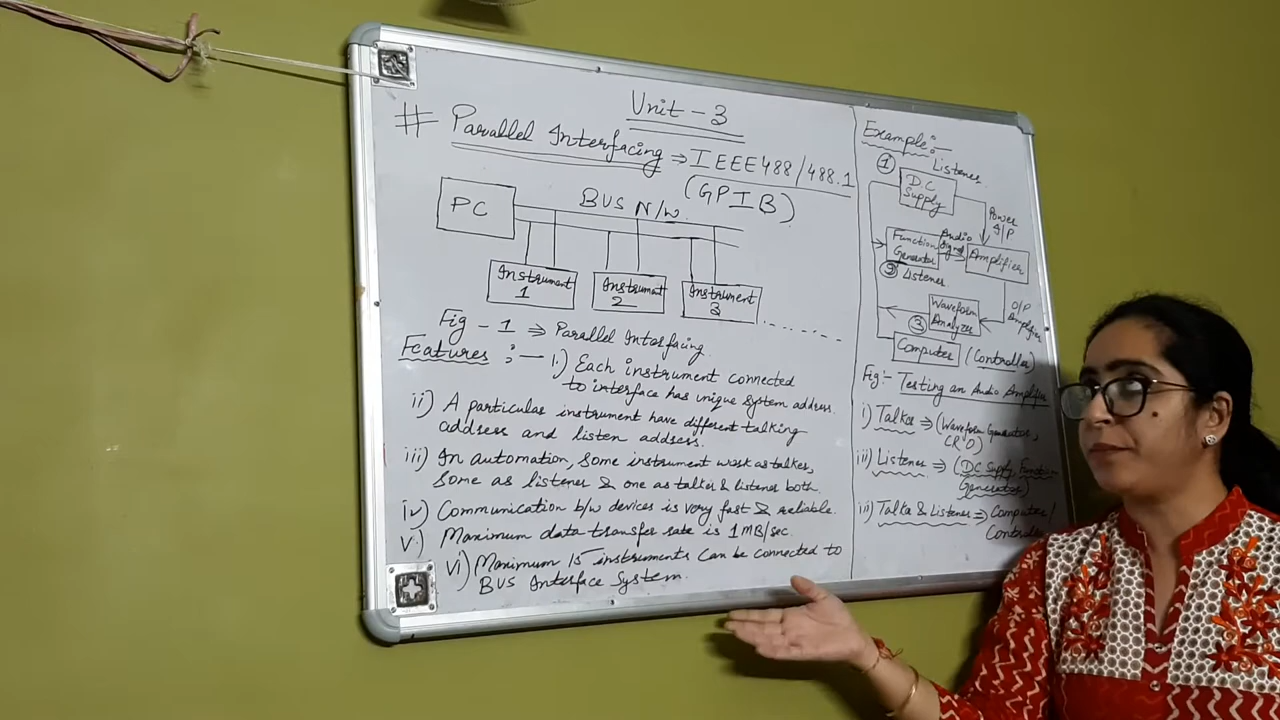 Unit - 3
# Parallel Interfacing ⇒ IEEE 488/488.1
(GPIB)
PC
BUS N/w
Instrument 1
Instrument 2
Instrument 3
Fig - 1 ⇒ Parallel Interfacing
Features :- i.) Each instrument connected
to interface has unique system address.
ii) A particular instrument have different talking
address and listen address.
iii) In automation, some instrument work as talker,
some as listener & one as talker & listener both.
iv) Communication b/w devices is very fast & reliable.
v.) Maximum data transfer rate is 1 MB/sec.
vi) Maximum 15 instruments can be connected to
BUS Interface System.
Example:-
① Listener
DC
Supply
Power
Function
Generator
Audio
Amplifier
② Listener
Waveform
Analyzer
③
O/P
Amplifier
Computer (Controller)
Fig:- Testing an Audio Amplifier
i) Talker ⇒ (Waveform Generator,
CRO)
Listener ⇒ (DC Supply, Function
Generator)
iii) Talker & Listener ⇒ Computer/
Controller